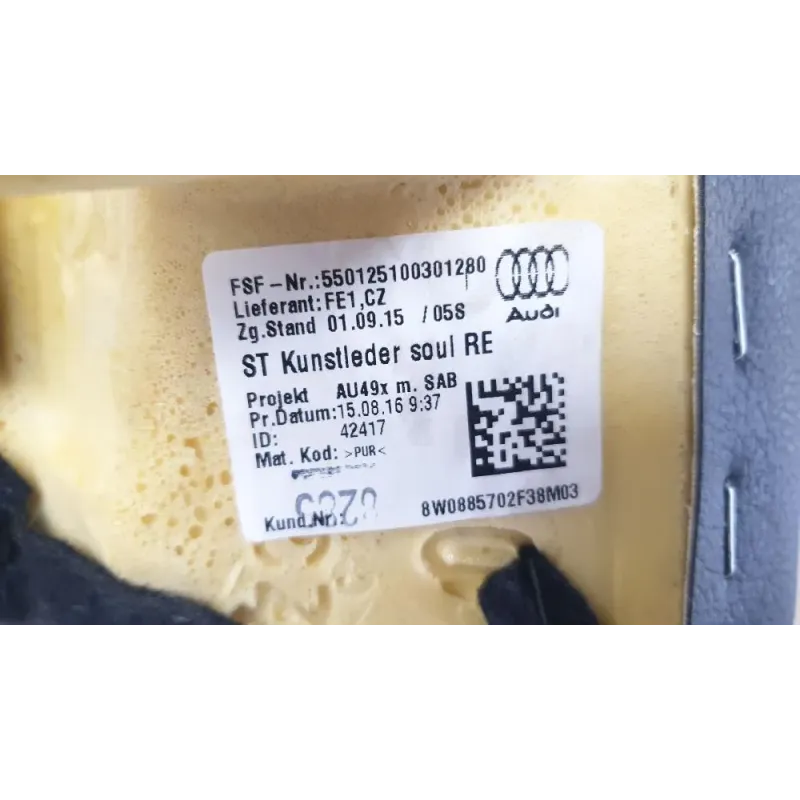 FSF-Nr.:550125100301280
Lieferant:FE1,CZ
Zg.Stand 01.09.15 /05S
Audi
ST Kunstleder soul RE
Projekt AU49x m. SAB
Pr.Datum:15.08.16 9:37
ID: 42417
Mat. Kod: >PUR<
Kund.Nr.:
8W0885702F38M03